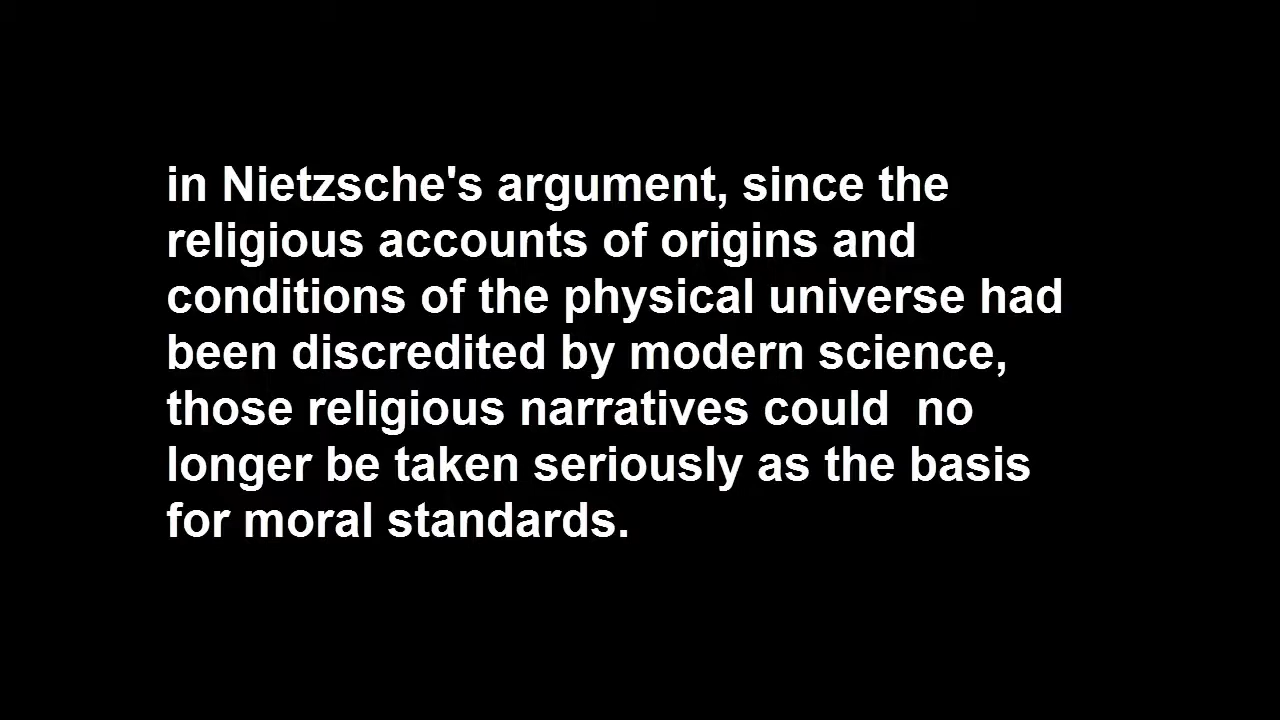 in Nietzsche's argument, since the
religious accounts of origins and
conditions of the physical universe had
been discredited by modern science,
those religious narratives could  no
longer be taken seriously as the basis
for moral standards.